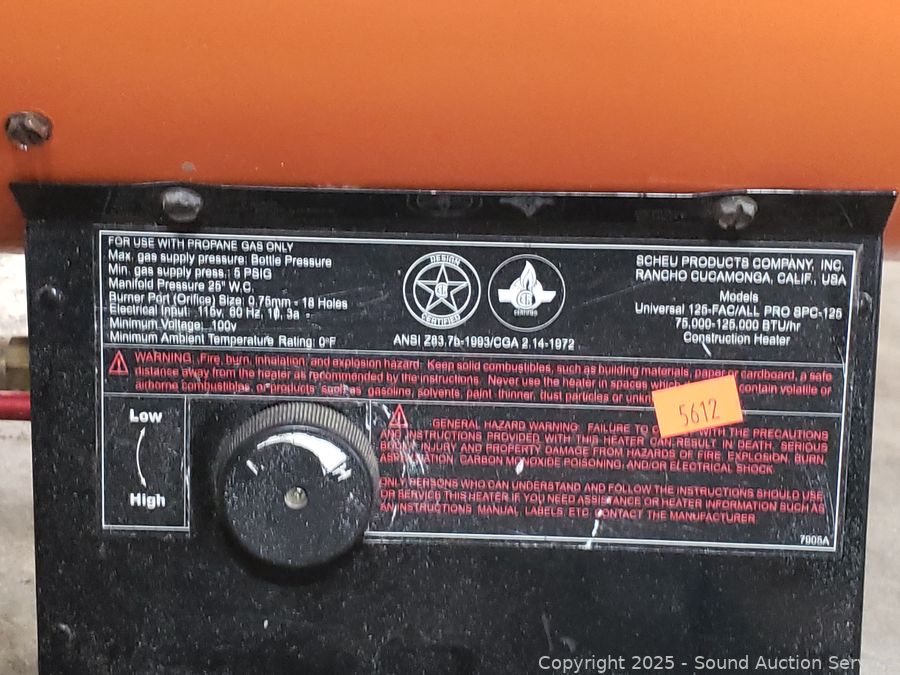 FOR USE WITH PROPANE GAS ONLY
Max. gas supply pressure: Bottle Pressure
Min. gas supply press.: 5 PSIG
Manifold Pressure 25" W.C.
Burner Port (Orifice) Size: 0.75mm - 18 Holes
Electrical Input: 115v, 60 Hz, 10, 3a
Minimum Voltage: 100v
Minimum Ambient Temperature Rating: 0°F
DESIGN
CERTIFIED
CERTIFIED
ANSI Z83.7b-1993/CGA 2.14-1972
SCHEU PRODUCTS COMPANY, INC.
RANCHO CUCAMONGA, CALIF., USA
Models
Universal 125-FAC/ALL PRO SPC-125
75,000-125,000 BTU/hr
Construction Heater
WARNING: Fire, burn, inhalation, and explosion hazard. Keep solid combustibles, such as building materials, paper or cardboard, a safe
distance away from the heater as recommended by the instructions. Never use the heater in spaces which contain volatile or
airborne combustibles, or products such as gasoline, solvents, paint thinner, dust particles or
5612
Low
High
GENERAL HAZARD WARNING: FAILURE TO WITH THE PRECAUTIONS
AND INSTRUCTIONS PROVIDED WITH THIS HEATER CAN RESULT IN DEATH, SERIOUS
BODILY INJURY AND PROPERTY DAMAGE FROM HAZARDS OF FIRE, EXPLOSION, BURN,
ASPHYXIATION, CARBON MONOXIDE POISONING, AND/OR ELECTRICAL SHOCK
ONLY PERSONS WHO CAN UNDERSTAND AND FOLLOW THE INSTRUCTIONS SHOULD USE
OR SERVICE THIS HEATER. IF YOU NEED ASSISTANCE OR HEATER INFORMATION SUCH AS
AN INSTRUCTIONS MANUAL, LABELS, ETC. CONTACT THE MANUFACTURER.
7905A
Copyright 2025 - Sound Auction Service